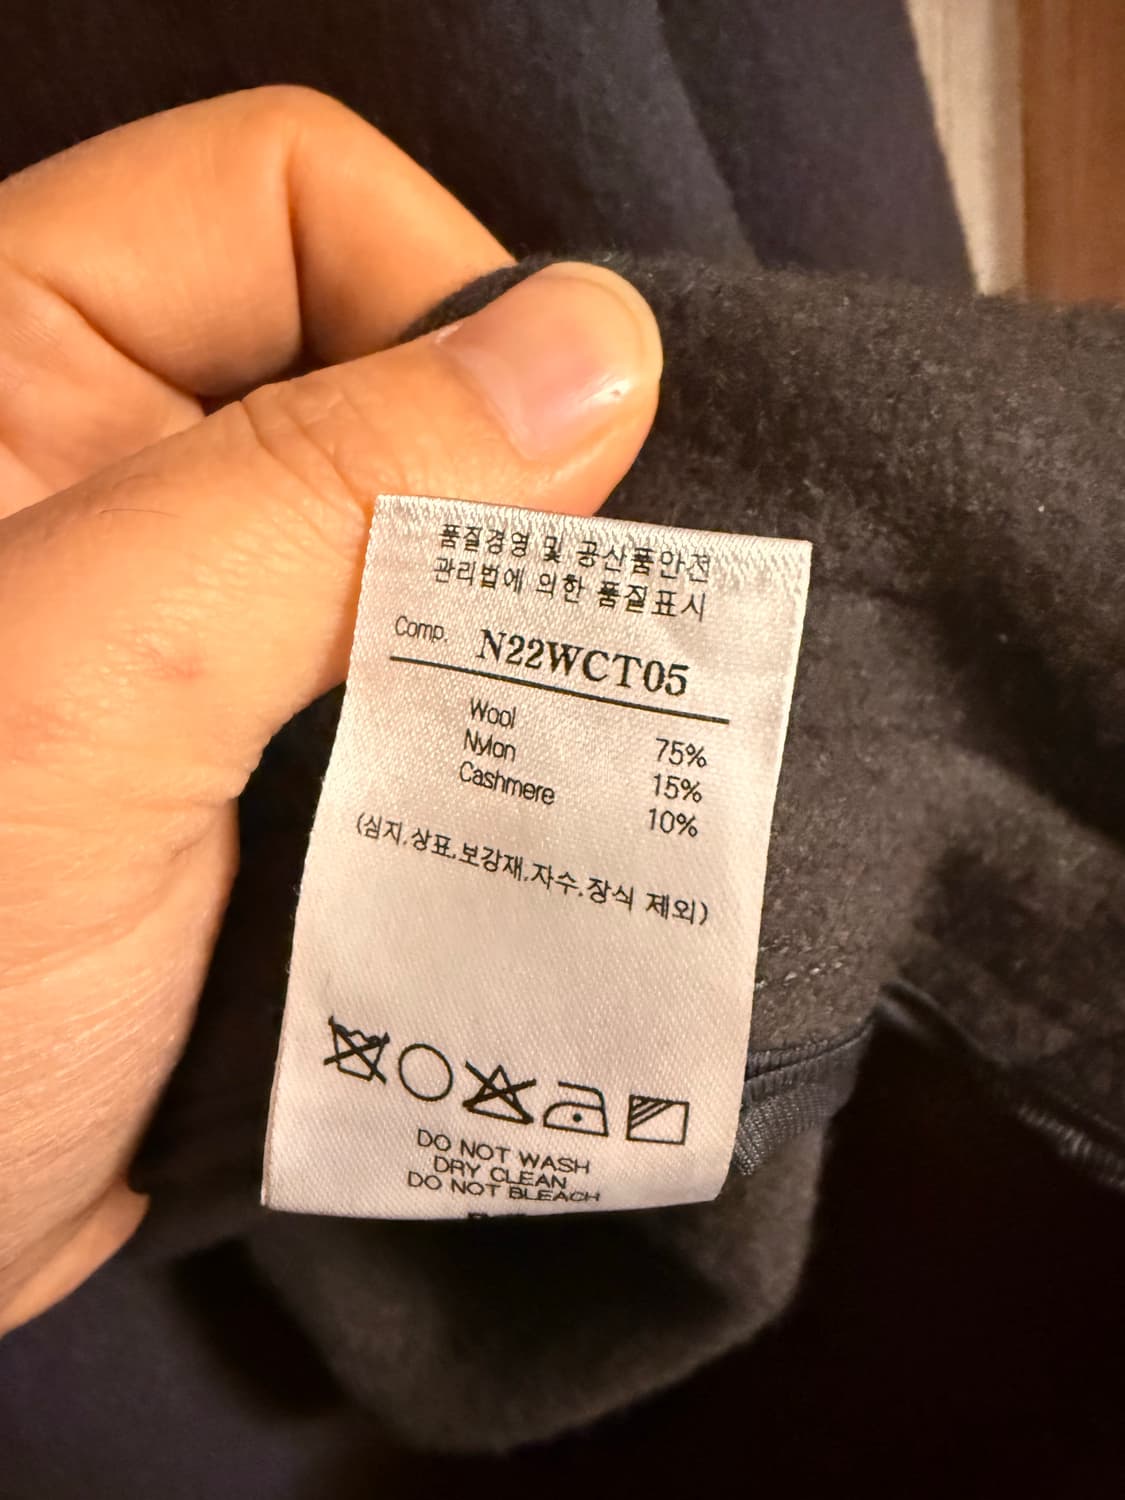 품질경영 및 공산품안전
관리법에 의한 품질표시
Comp. N22WCT05
Wool 75%
Nylon 15%
Cashmere 10%
(심지,상표,보강재,자수,장식 제외)
DO NOT WASH
DRY CLEAN
DO NOT BLEACH